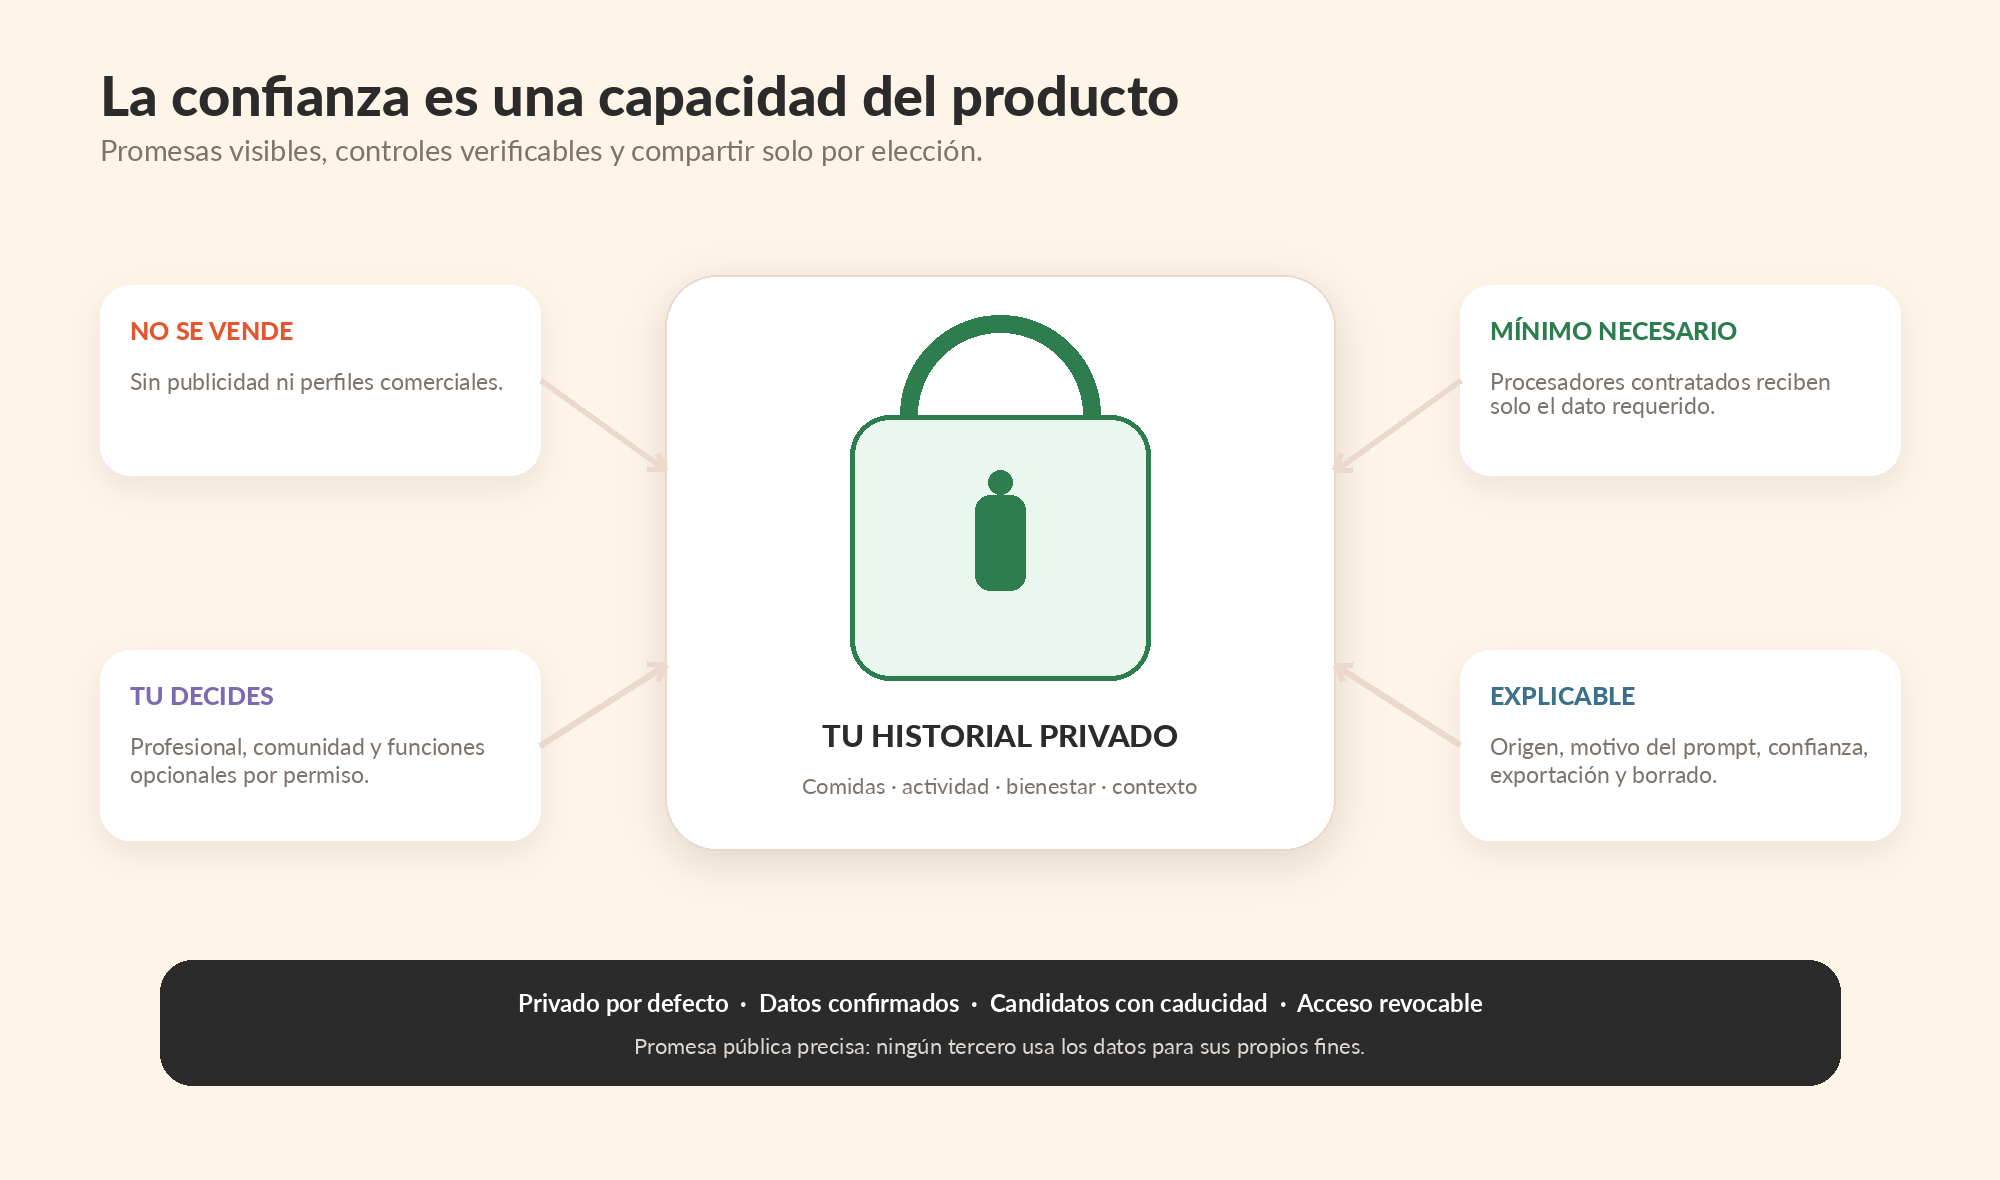 La confianza es una capacidad del producto
Promesas visibles, controles verificables y compartir solo por elección.
NO SE VENDE
Sin publicidad ni perfiles comerciales.
MÍNIMO NECESARIO
Procesadores contratados reciben
solo el dato requerido.
TU DECIDES
Profesional, comunidad y funciones
opcionales por permiso.
TU HISTORIAL PRIVADO
Comidas · actividad · bienestar · contexto
EXPLICABLE
Origen, motivo del prompt, confianza,
exportación y borrado.
Privado por defecto · Datos confirmados · Candidatos con caducidad · Acceso revocable
Promesa pública precisa: ningún tercero usa los datos para sus propios fines.